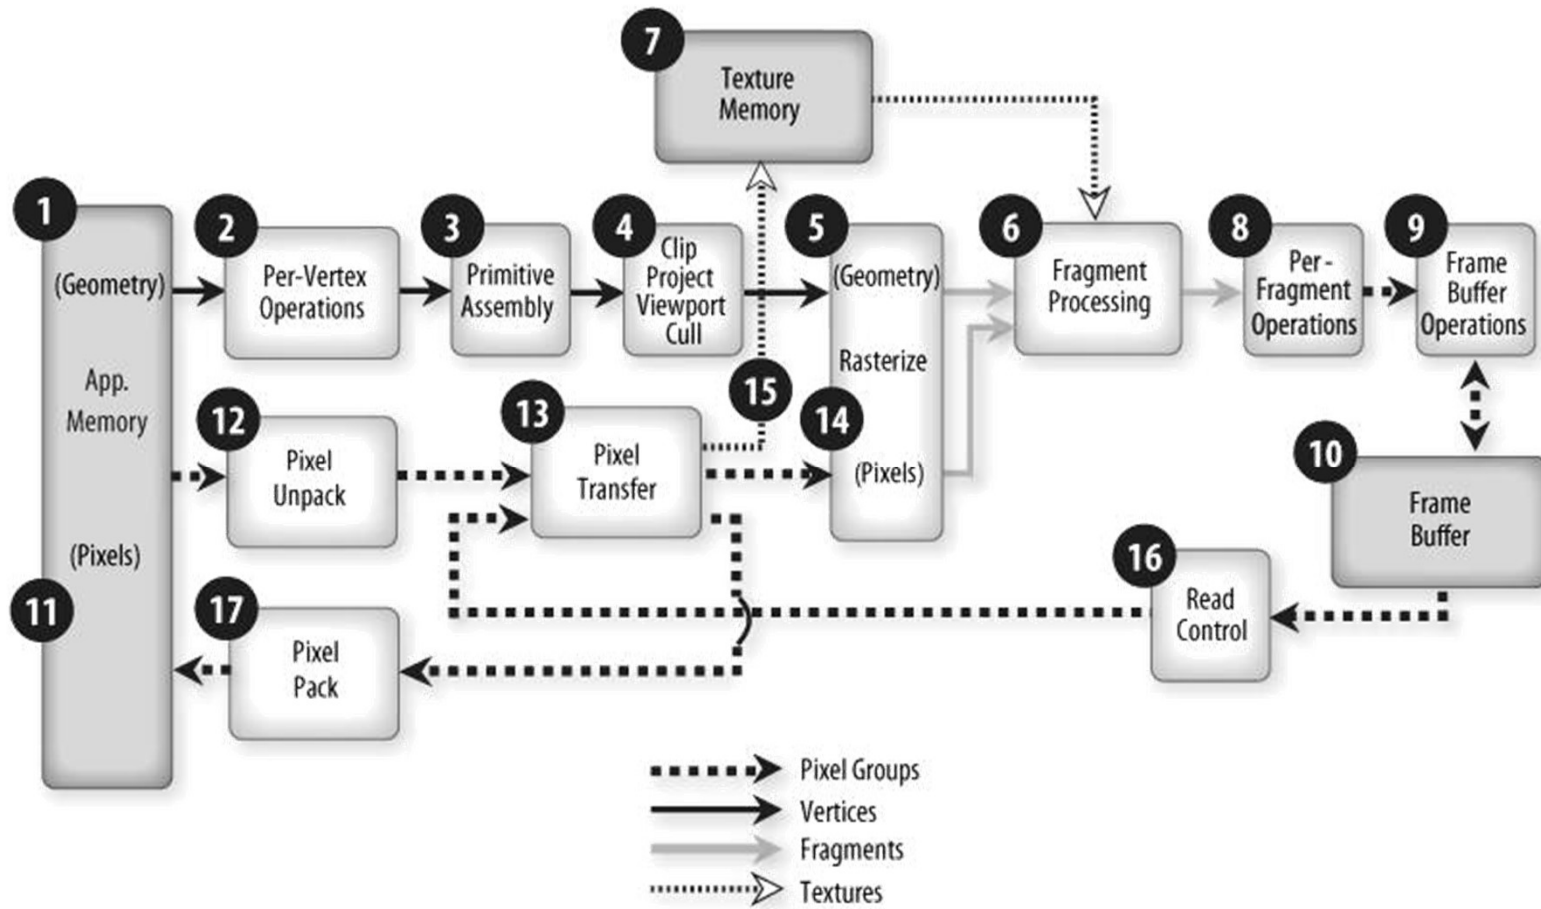 7
Texture
Memory
1
(Geometry)
App.
Memory
(Pixels)
11
2
Per-Vertex
Operations
3
Primitive
Assembly
4
Clip
Project
Viewport
Cull
5
(Geometry)
Rasterize
14
(Pixels)
6
Fragment
Processing
8
Per -
Fragment
Operations
9
Frame
Buffer
Operations
12
Pixel
Unpack
13
Pixel
Transfer
15
10
Frame
Buffer
16
Read
Control
17
Pixel
Pack
Pixel Groups
Vertices
Fragments
Textures